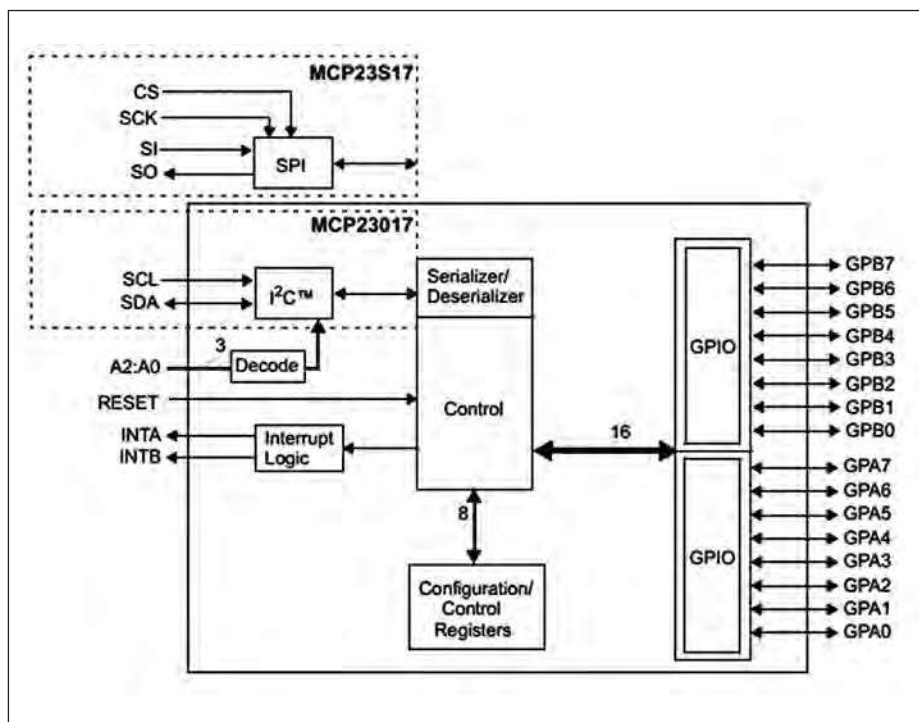 MCP23S17
CS
SCK
SI
SO
SPI
MCP23017
SCL
SDA
I²C™
Serializer/
Deserializer
A2:A0
3
Decode
RESET
Control
INTA
INTB
Interrupt
Logic
16
8
Configuration/
Control
Registers
GPIO
GPB7
GPB6
GPB5
GPB4
GPB3
GPB2
GPB1
GPB0
GPIO
GPA7
GPA6
GPA5
GPA4
GPA3
GPA2
GPA1
GPA0